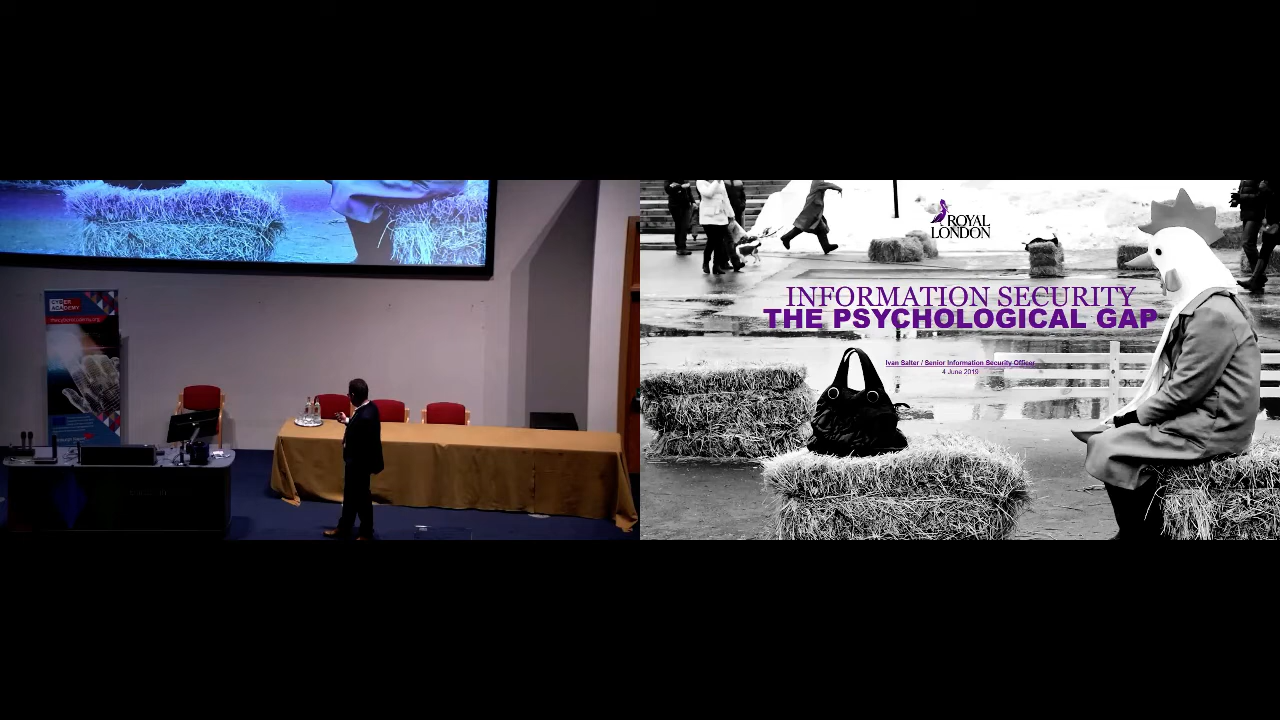 ROYAL
LONDON
INFORMATION SECURITY
THE PSYCHOLOGICAL GAP
Ivan Salter / Senior Information Security Officer
4 June 2019